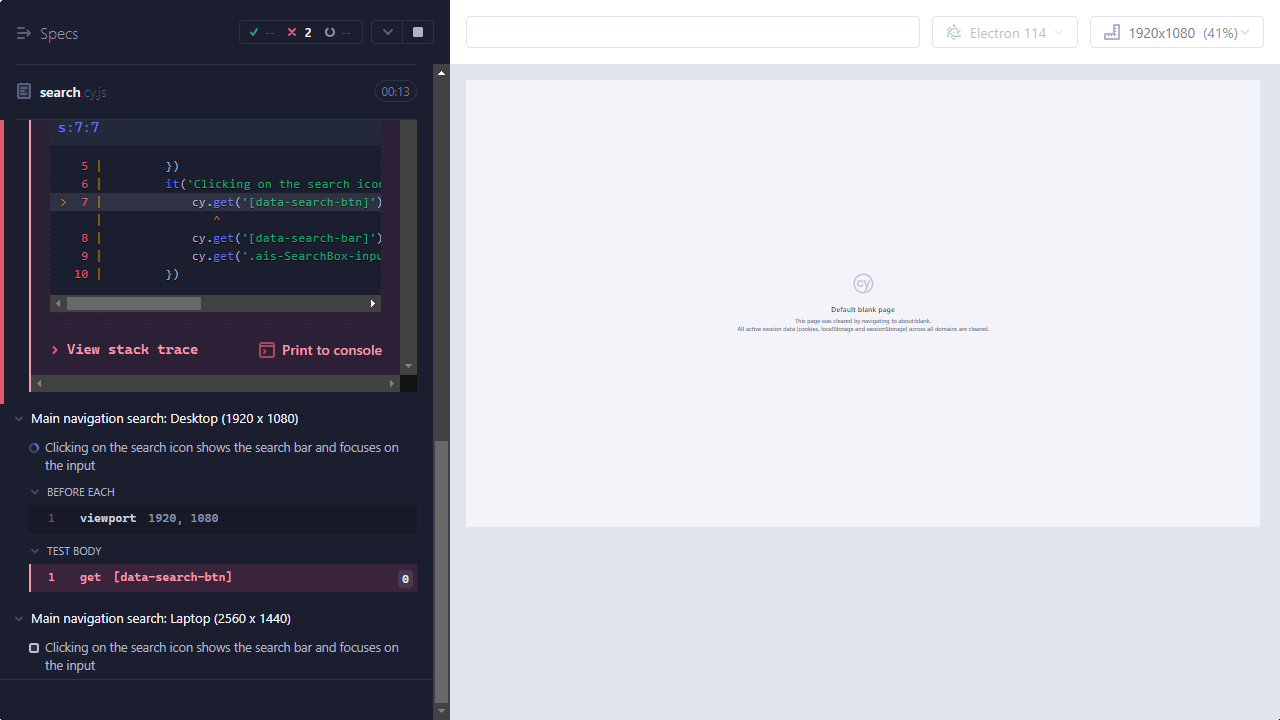 Specs
--
2
--
Electron 114
1920x1080 (41%)
search.cy.js
00:13
s:7:7
5 | })
6 | it('Clicking on the search icon
> 7 | cy.get('[data-search-btn]')
| ^
8 | cy.get('[data-search-bar]')
9 | cy.get('.ais-SearchBox-inpu
10 | })
View stack trace
Print to console
Main navigation search: Desktop (1920 x 1080)
Clicking on the search icon shows the search bar and focuses on
the input
BEFORE EACH
1 viewport 1920, 1080
TEST BODY
1 get [data-search-btn] 0
Main navigation search: Laptop (2560 x 1440)
Clicking on the search icon shows the search bar and focuses on
the input
cy
Default blank page
This page was cleared by navigating to about:blank.
All active session data (cookies, localStorage and sessionStorage) across all domains are cleared.